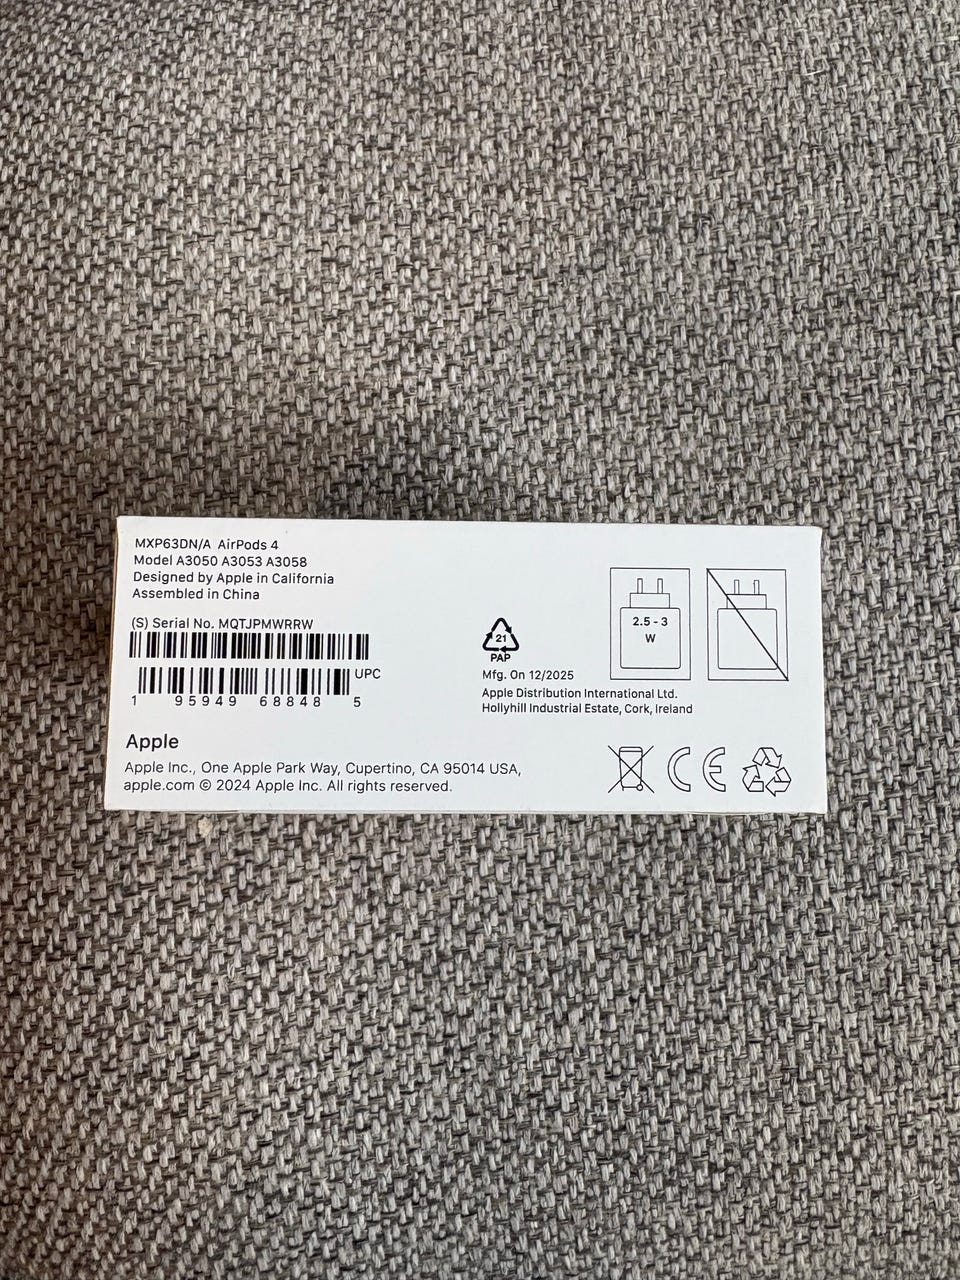 MXP63DN/A AirPods 4
Model A3050 A3053 A3058
Designed by Apple in California
Assembled in China
(S) Serial No. MQTJPMWRRW
UPC
1 95949 68848 5
Apple
Apple Inc., One Apple Park Way, Cupertino, CA 95014 USA,
apple.com © 2024 Apple Inc. All rights reserved.
21
PAP
Mfg. On 12/2025
Apple Distribution International Ltd.
Hollyhill Industrial Estate, Cork, Ireland
2.5 - 3
W
CE